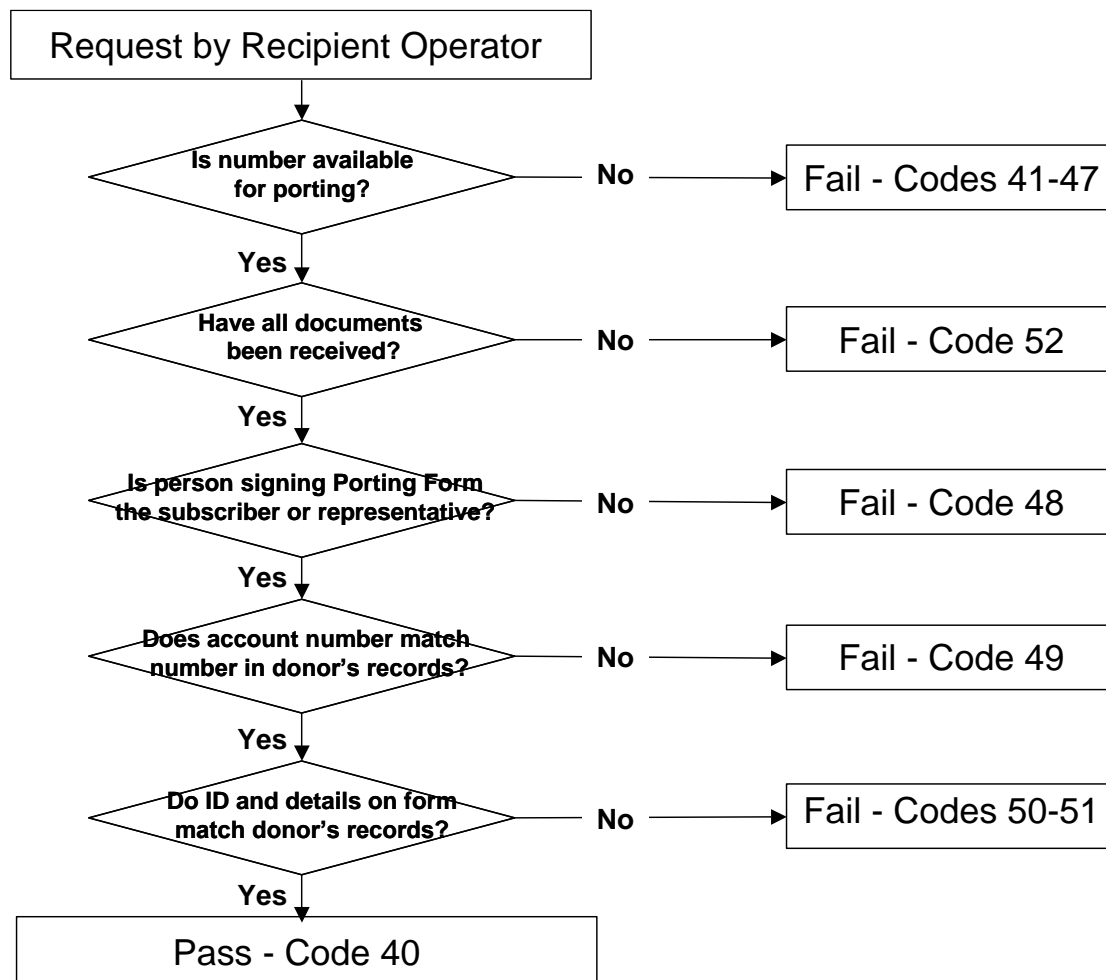 Request by Recipient Operator
Is number available
for porting?
No
Fail - Codes 41-47
Yes
Have all documents
been received?
No
Fail - Code 52
Yes
Is person signing Porting Form
the subscriber or representative?
No
Fail - Code 48
Yes
Does account number match
number in donor’s records?
No
Fail - Code 49
Yes
Do ID and details on form
match donor’s records?
No
Fail - Codes 50-51
Yes
Pass - Code 40